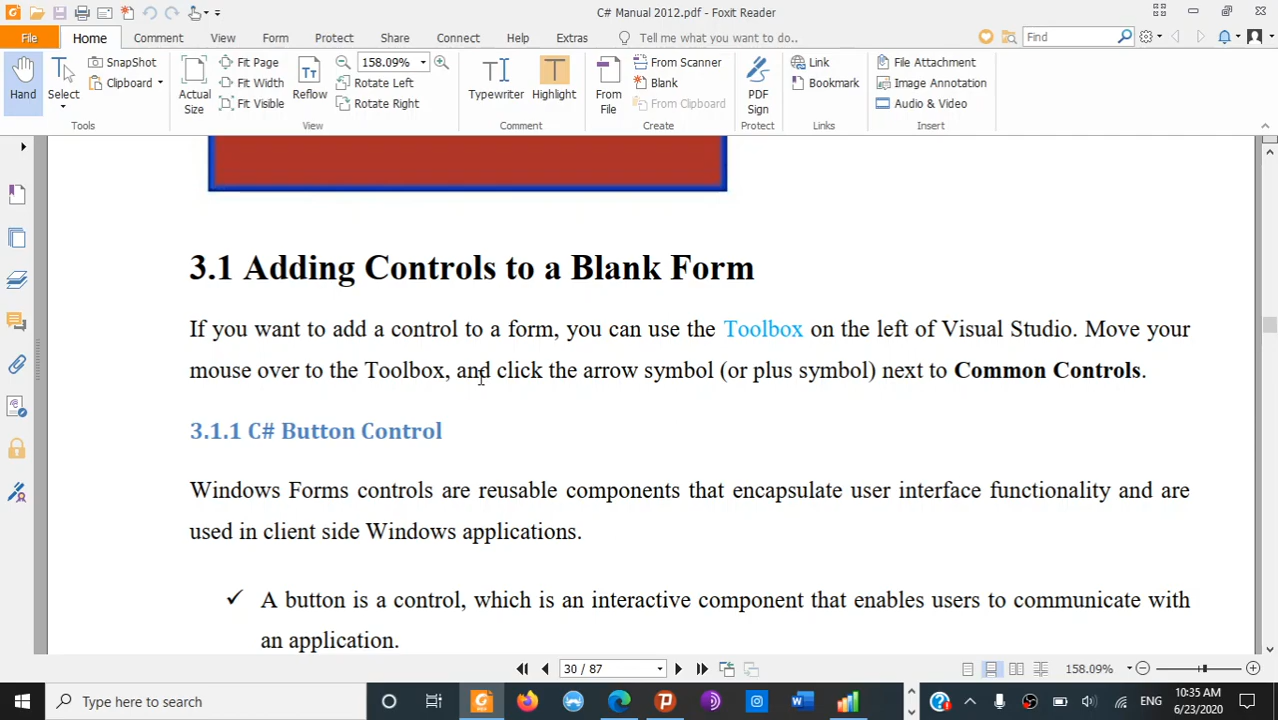 C# Manual 2012.pdf - Foxit Reader
File Home Comment View Form Protect Share Connect Help Extras Tell me what you want to do.. Find
Hand Select SnapShot Clipboard Actual Size Fit Page Fit Width Fit Visible Reflow 158.09% Rotate Left Rotate Right Typewriter Highlight From File From Scanner Blank From Clipboard PDF Sign Link Bookmark File Attachment Image Annotation Audio & Video
Tools View Comment Create Protect Links Insert
3.1 Adding Controls to a Blank Form
If you want to add a control to a form, you can use the Toolbox on the left of Visual Studio. Move your
mouse over to the Toolbox, and click the arrow symbol (or plus symbol) next to Common Controls.
3.1.1 C# Button Control
Windows Forms controls are reusable components that encapsulate user interface functionality and are
used in client side Windows applications.
✓ A button is a control, which is an interactive component that enables users to communicate with
an application.
30 / 87 158.09%
Type here to search ENG 10:35 AM
6/23/2020